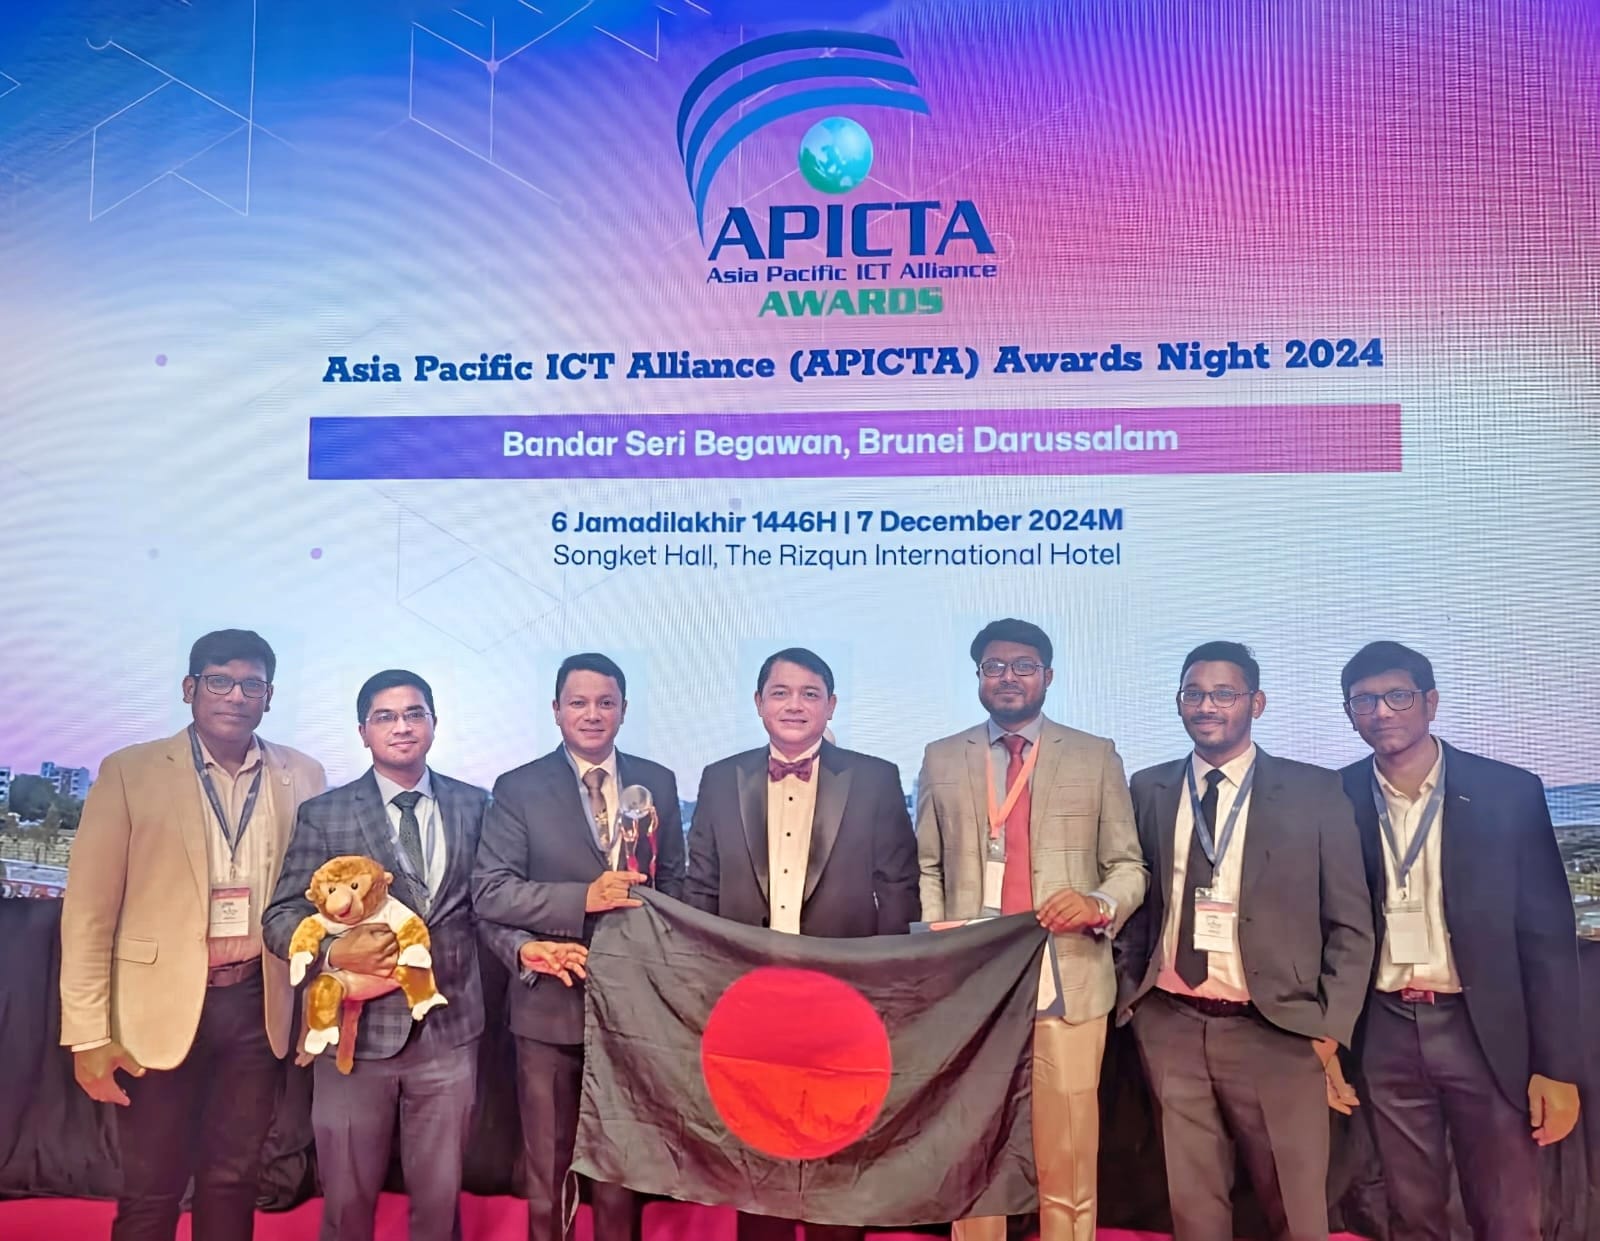 APICTA
Asia Pacific ICT Alliance
AWARDS
Asia Pacific ICT Alliance (APICTA) Awards Night 2024
Bandar Seri Begawan, Brunei Darussalam
6 Jamadilakhir 1446H | 7 December 2024M
Songket Hall, The Rizqun International Hotel